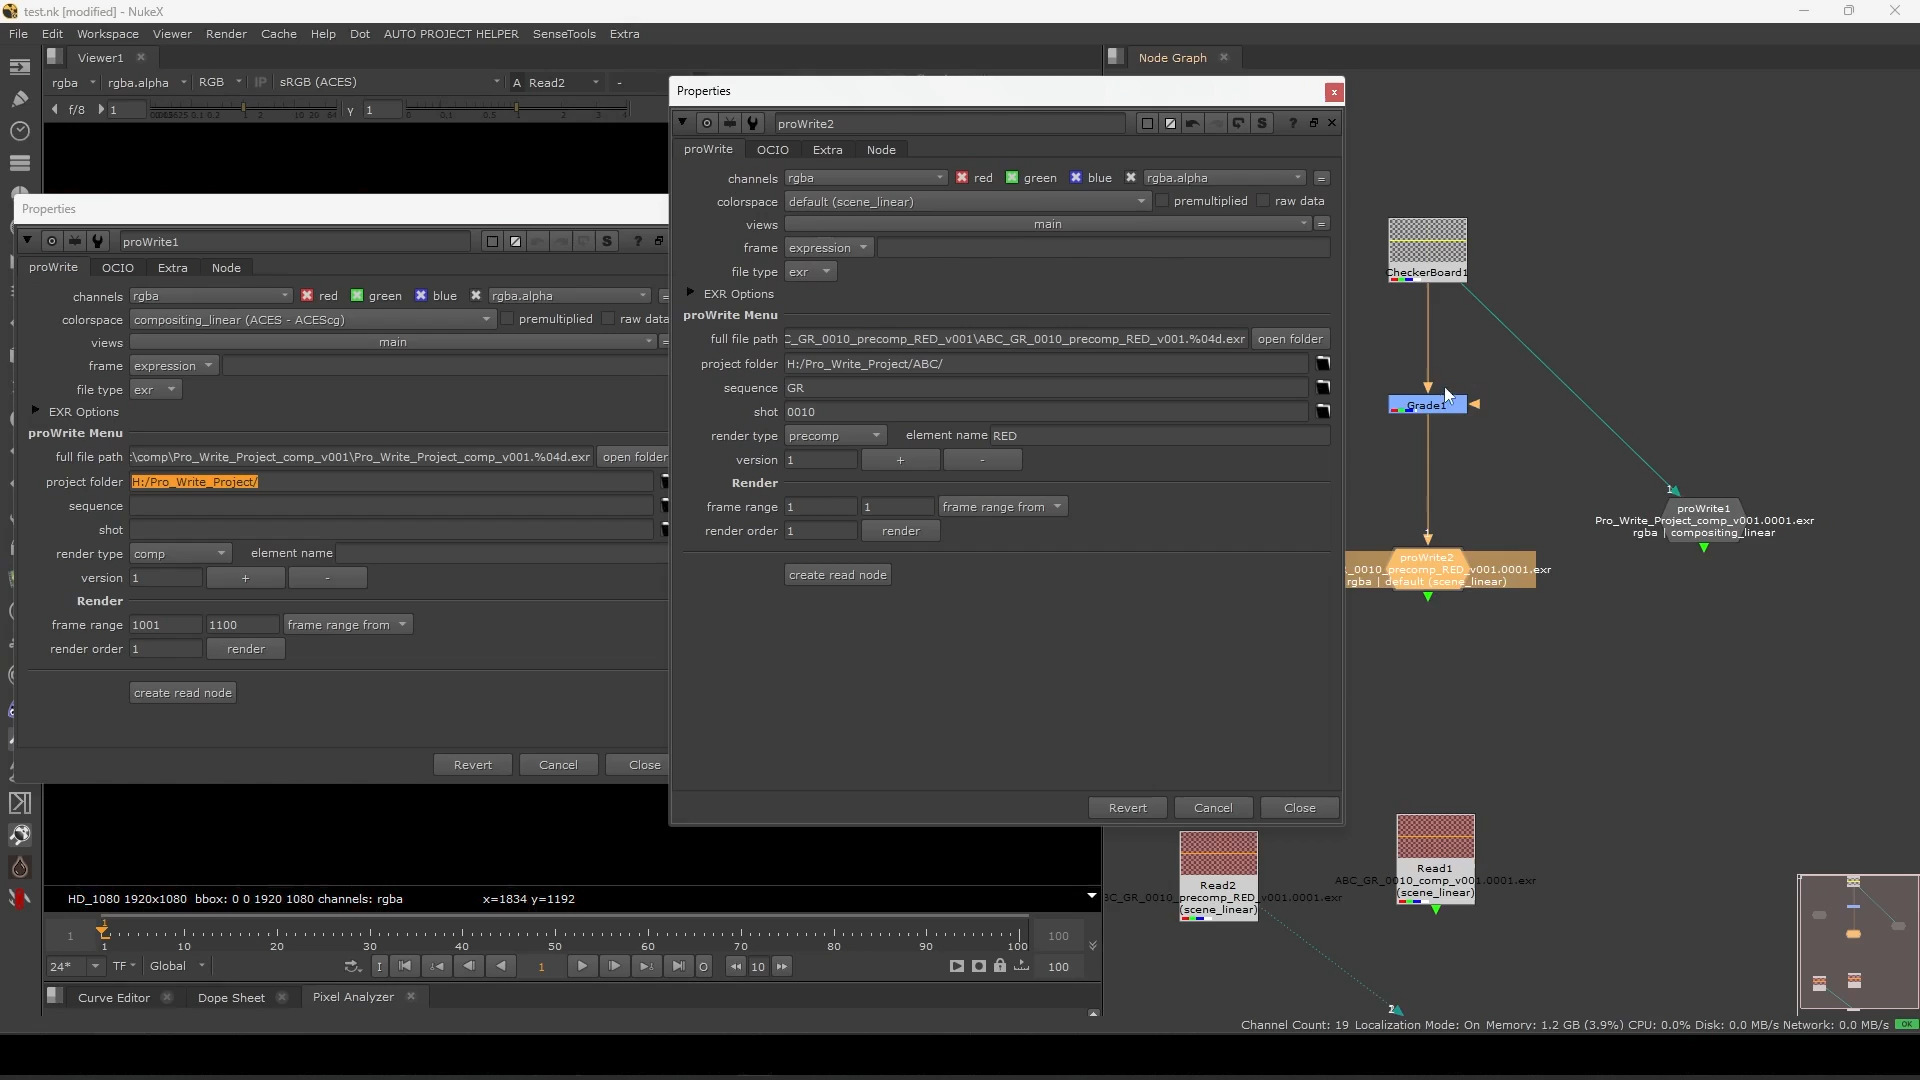 test.nk [modified] - NukeX
File Edit Workspace Viewer Render Cache Help Dot AUTO PROJECT HELPER SenseTools Extra
Viewer1
Node Graph
rgba rgba.alpha RGB IP sRGB (ACES) A Read2 -
f/8 1 Y 1
Properties
proWrite2
proWrite OCIO Extra Node
channels rgba red green blue rgba.alpha =
colorspace default (scene_linear) premultiplied raw data
views main =
frame expression
file type exr
EXR Options
proWrite Menu
full file path C_GR_0010_precomp_RED_v001\ABC_GR_0010_precomp_RED_v001.%04d.exr open folder
project folder H:/Pro_Write_Project/ABC/
sequence GR
shot 0010
render type precomp element name RED
version 1 + -
Render
frame range 1 1 frame range from
render order 1 render
create read node
Revert Cancel Close
Properties
proWrite1
proWrite OCIO Extra Node
channels rgba red green blue rgba.alpha =
colorspace compositing_linear (ACES - ACEScg) premultiplied raw data
views main =
frame expression
file type exr
EXR Options
proWrite Menu
full file path :\comp\Pro_Write_Project_comp_v001\Pro_Write_Project_comp_v001.%04d.exr open folder
project folder H:/Pro_Write_Project/
sequence
shot
render type comp element name
version 1 + -
Render
frame range 1001 1100 frame range from
render order 1 render
create read node
Revert Cancel Close
CheckerBoard1
Grade1
1
proWrite1
Pro_Write_Project_comp_v001.0001.exr
rgba | compositing_linear
1
proWrite2
_0010_precomp_RED_v001.0001.exr
rgba | default (scene_linear)
Read2
BC_GR_0010_precomp_RED_v001.0001.exr
(scene_linear)
Read1
ABC_GR_0010_comp_v001.0001.exr
(scene_linear)
2
HD_1080 1920x1080 bbox: 0 0 1920 1080 channels: rgba x=1834 y=1192
1 1 1 10 20 30 40 50 60 70 80 90 100 100
24* TF Global I 1 O 10 100
Curve Editor Dope Sheet Pixel Analyzer
Channel Count: 19 Localization Mode: On Memory: 1.2 GB (3.9%) CPU: 0.0% Disk: 0.0 MB/s Network: 0.0 MB/s OK